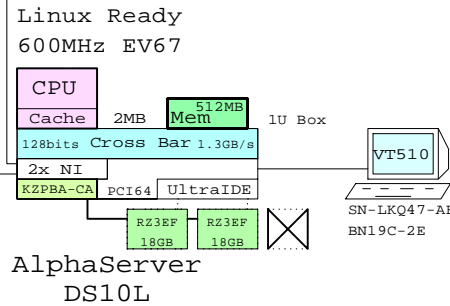 Linux Ready
600MHz EV67
CPU
512MB
Cache 2MB Mem 1U Box
128bits Cross Bar 1.3GB/s
2x NI
VT510
KZPBA-CA PCI64 UltraIDE
RZ3EF RZ3EF
18GB 18GB
SN-LKQ47-A
BN19C-2E
AlphaServer
DS10L